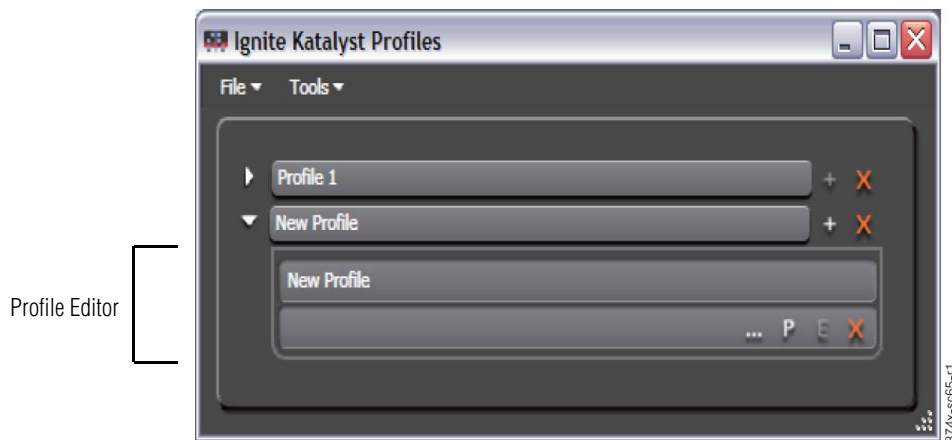 Ignite Katalyst Profiles
File Tools
Profile 1 + X
New Profile + X
New Profile
Profile Editor
... P E X